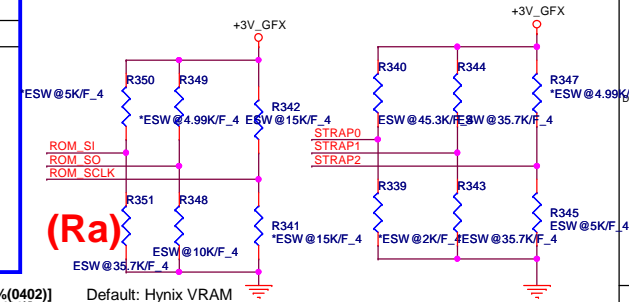 +3V_GFX
+3V_GFX
R350
R349
R340
R344
R347
*ESW@5K/F_4
*ESW@4.99K/F_4
R342
ESW@15K/F_4
ESW@45.3K/F_4
ESW@35.7K/F_4
*ESW@4.99K/
ROM_SI
ROM_SO
ROM_SCLK
STRAP0
STRAP1
STRAP2
R351
R348
R341
*ESW@15K/F_4
R339
R343
R345
ESW@5K/F_4
(Ra)
ESW@10K/F_4
ESW@35.7K/F_4
*ESW@2K/F_4
*ESW@35.7K/F_4
%(0402)]
Default: Hynix VRAM